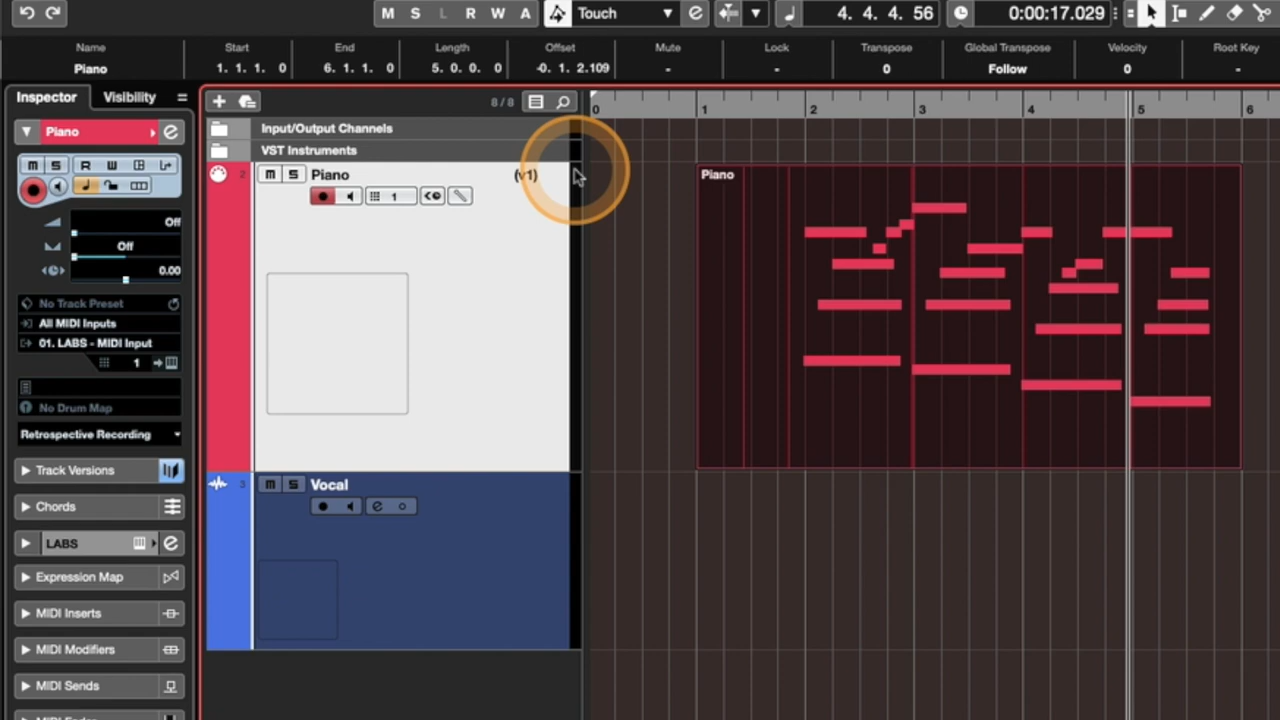 M S L R W A Touch 4. 4. 4. 56 0:00:17.029
Name Start End Length Offset Mute Lock Transpose Global Transpose Velocity Root Key
Piano 1. 1. 1. 0 6. 1. 1. 0 5. 0. 0. 0 -0. 1. 2.109 - - 0 Follow 0 -
Inspector Visibility
8 / 8
0 1 2 3 4 5 6
Piano
Input/Output Channels
VST Instruments
m S R W
2 m S Piano (v1)
1
Piano
Off
Off
0.00
No Track Preset
All MIDI Inputs
01. LABS - MIDI Input
1
No Drum Map
Retrospective Recording
Track Versions
3 m S Vocal
Chords
LABS
Expression Map
MIDI Inserts
MIDI Modifiers
MIDI Sends